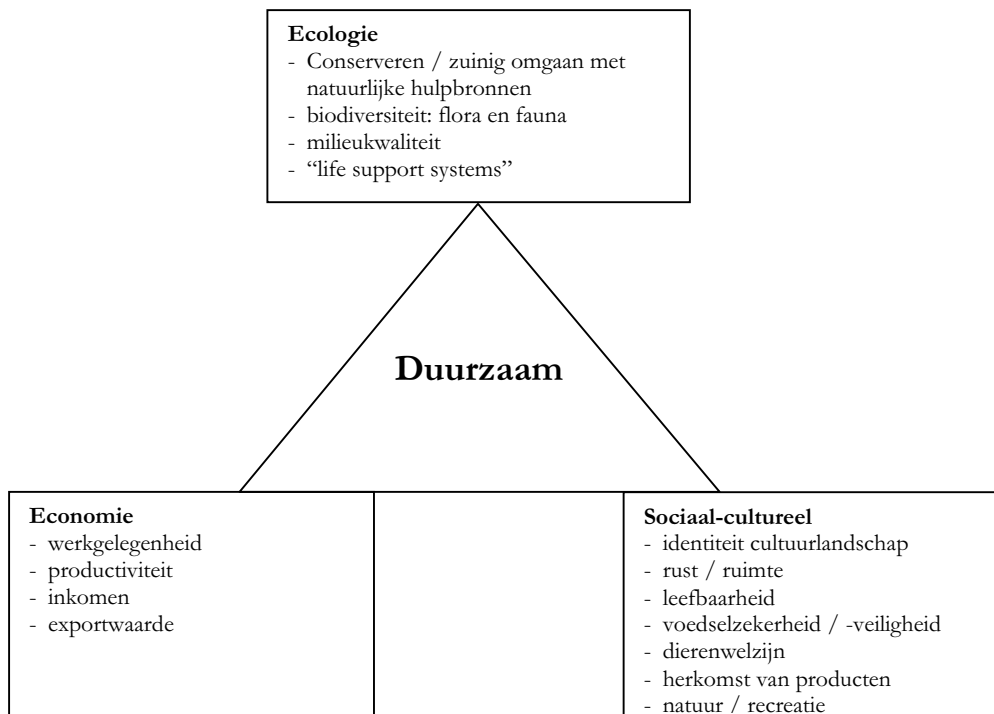 Ecologie
- Conserveren / zuinig omgaan met
natuurlijke hulpbronnen
- biodiversiteit: flora en fauna
- milieukwaliteit
- “life support systems”
Duurzaam
Economie
- werkgelegenheid
- productiviteit
- inkomen
- exportwaarde
Sociaal-cultureel
- identiteit cultuurlandschap
- rust / ruimte
- leefbaarheid
- voedselzekerheid / -veiligheid
- dierenwelzijn
- herkomst van producten
- natuur / recreatie